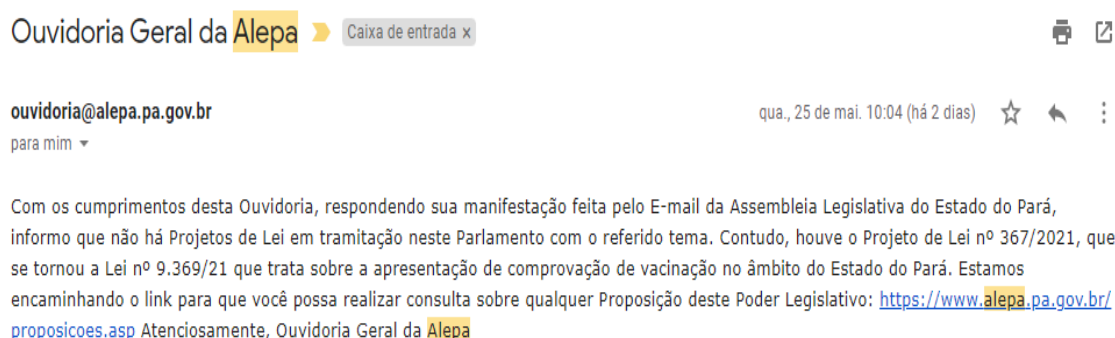 Ouvidoria Geral da Alepa Caixa de entrada x
ouvidoria@alepa.pa.gov.br qua., 25 de mai. 10:04 (há 2 dias)
para mim
Com os cumprimentos desta Ouvidoria, respondendo sua manifestação feita pelo E-mail da Assembleia Legislativa do Estado do Pará,
informo que não há Projetos de Lei em tramitação neste Parlamento com o referido tema. Contudo, houve o Projeto de Lei nº 367/2021, que
se tornou a Lei nº 9.369/21 que trata sobre a apresentação de comprovação de vacinação no âmbito do Estado do Pará. Estamos
encaminhando o link para que você possa realizar consulta sobre qualquer Proposição deste Poder Legislativo: https://www.alepa.pa.gov.br/
proposicoes.asp Atenciosamente, Ouvidoria Geral da Alepa